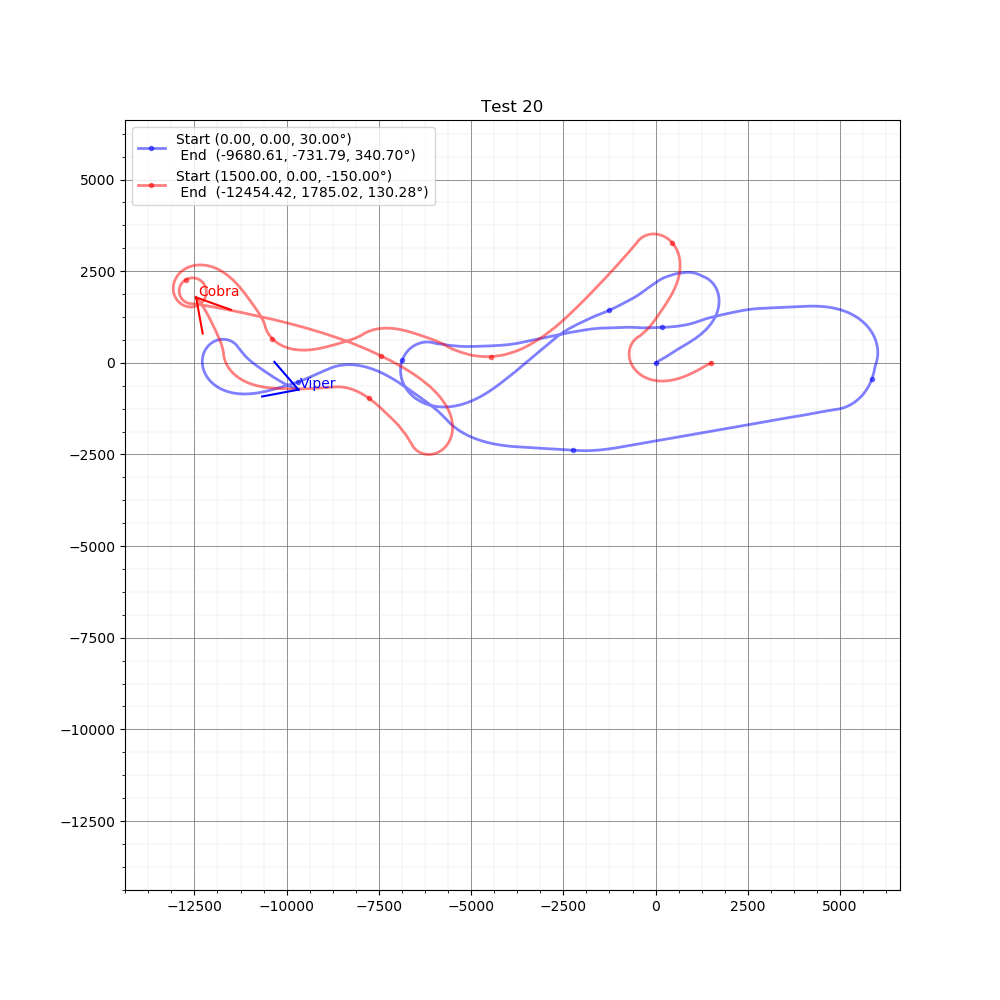 Test 20
Start (0.00, 0.00, 30.00°)
End (-9680.61, -731.79, 340.70°)
Start (1500.00, 0.00, -150.00°)
End (-12454.42, 1785.02, 130.28°)
5000
2500
0
−2500
−5000
−7500
−10000
−12500
Cobra
Viper
−12500 −10000 −7500 −5000 −2500 0 2500 5000